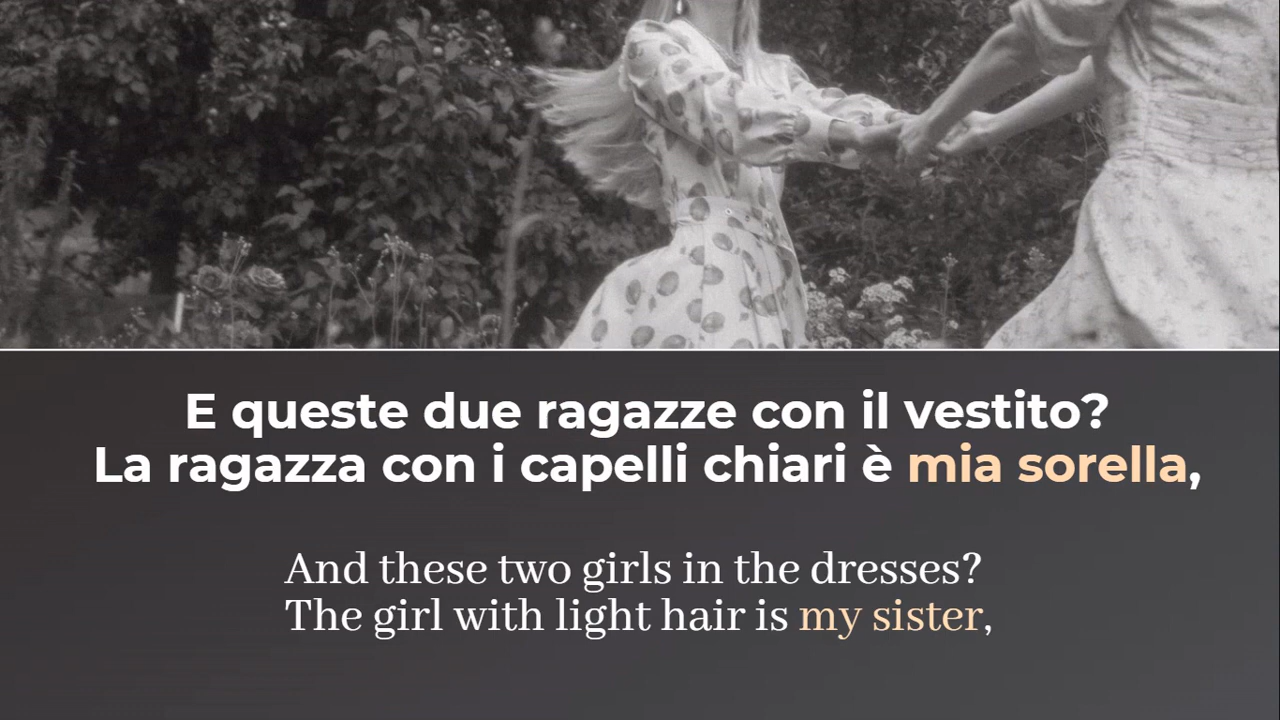 E queste due ragazze con il vestito?
La ragazza con i capelli chiari è mia sorella,
And these two girls in the dresses?
The girl with light hair is my sister,